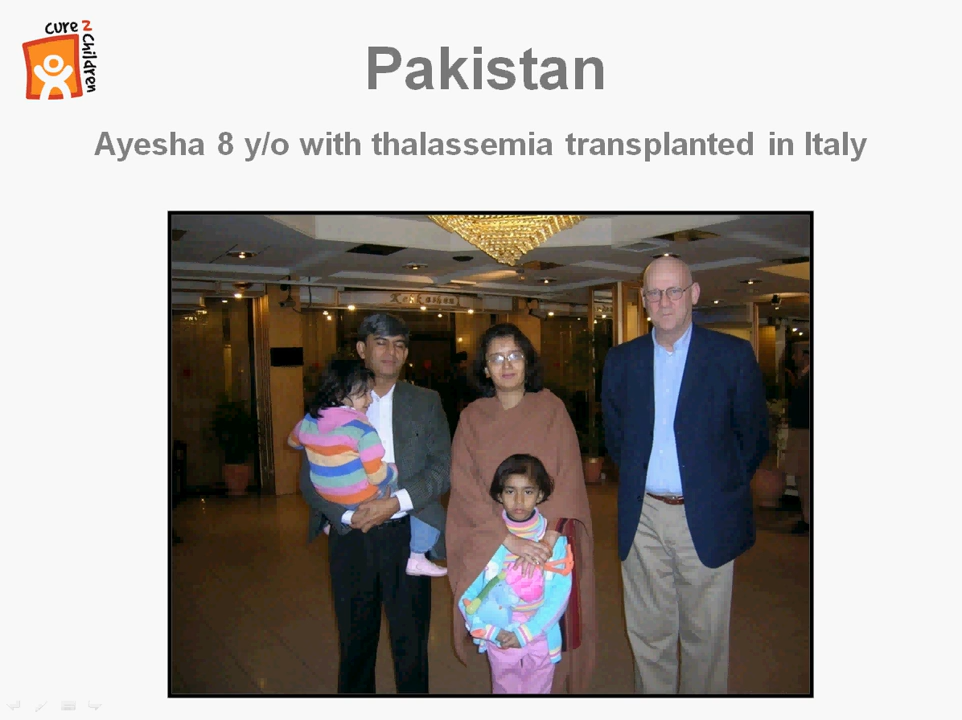 Cure 2
Children
Pakistan
Ayesha 8 y/o with thalassemia transplanted in Italy